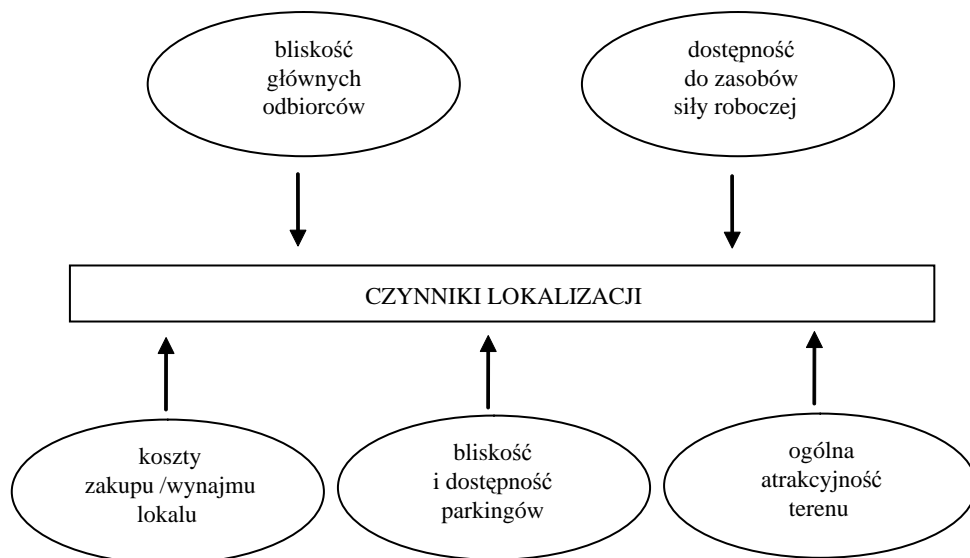 bliskość
głównych
odbiorców
dostępność
do zasobów
siły roboczej
CZYNNIKI LOKALIZACJI
koszty
zakupu /wynajmu
lokalu
bliskość
i dostępność
parkingów
ogólna
atrakcyjność
terenu